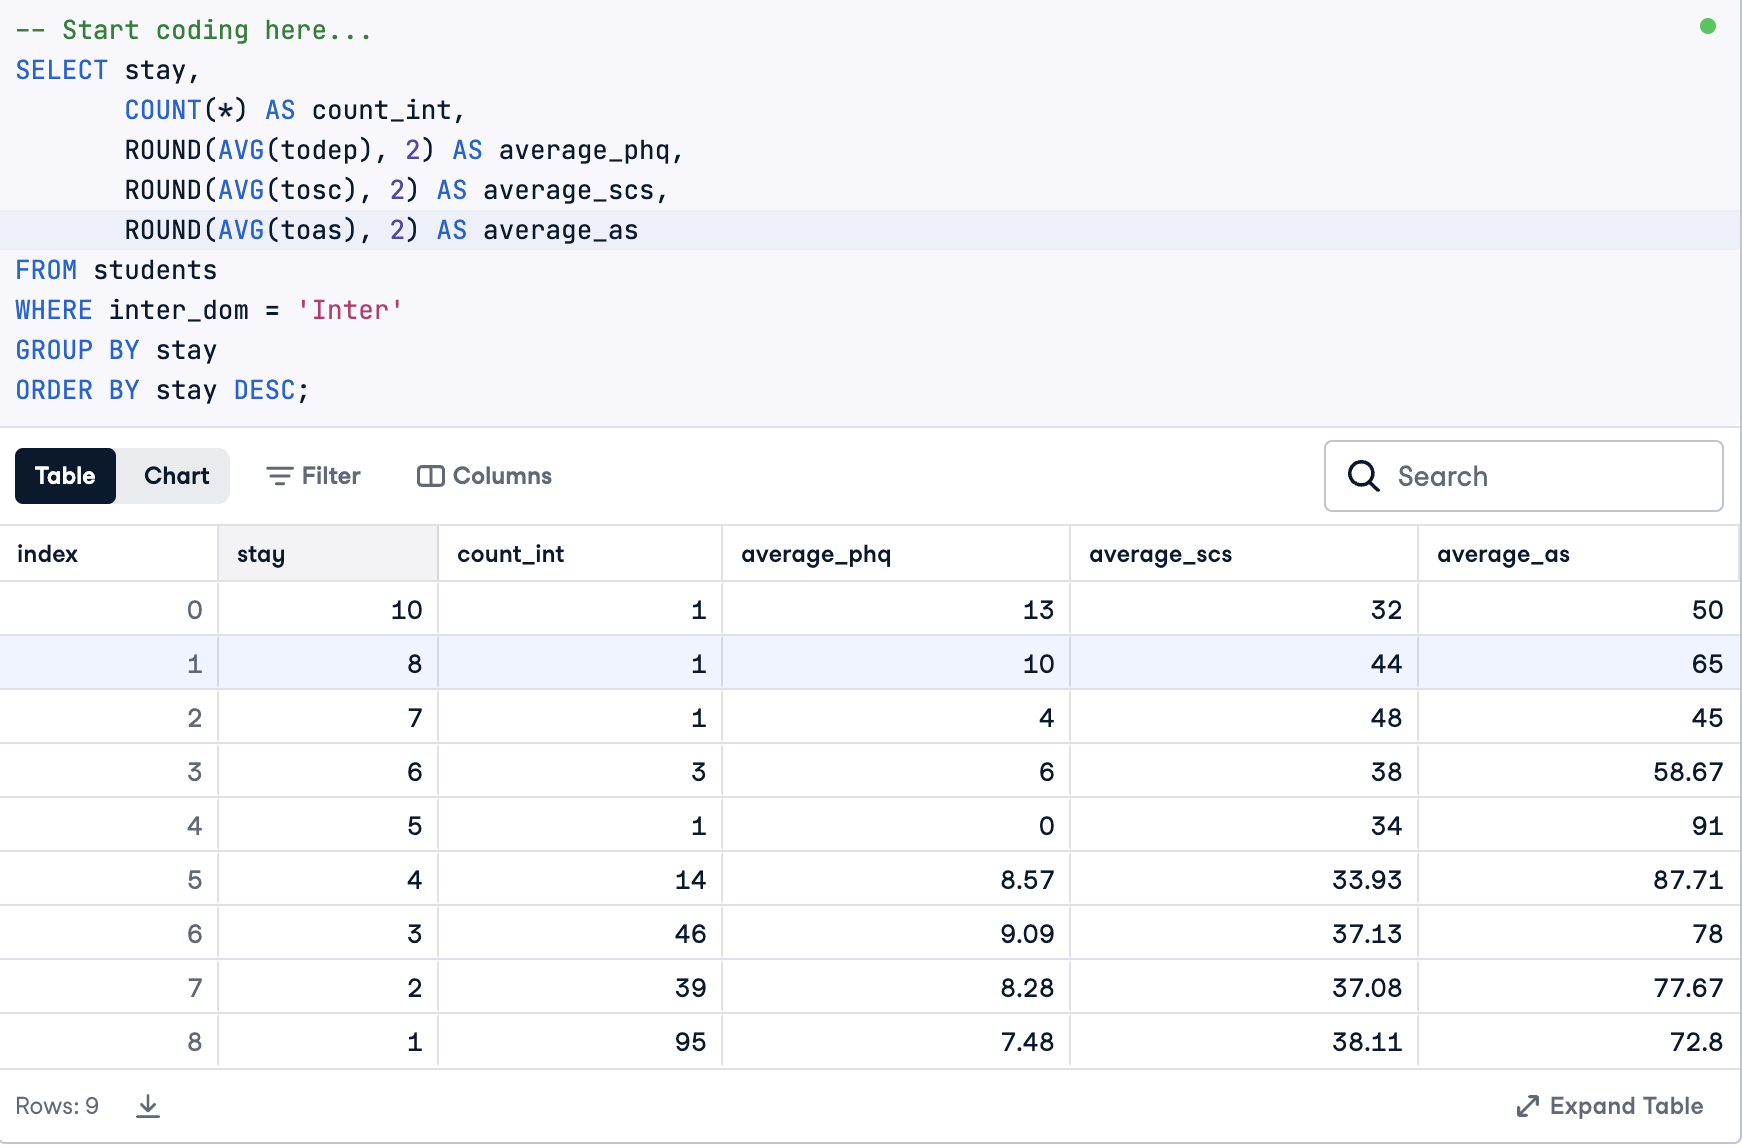 -- Start coding here...
SELECT stay,
       COUNT(*) AS count_int,
       ROUND(AVG(todep), 2) AS average_phq,
       ROUND(AVG(tosc), 2) AS average_scs,
       ROUND(AVG(toas), 2) AS average_as
FROM students
WHERE inter_dom = 'Inter'
GROUP BY stay
ORDER BY stay DESC;
Table Chart Filter Columns Search
index stay count_int average_phq average_scs average_as
0 10 1 13 32 50
1 8 1 10 44 65
2 7 1 4 48 45
3 6 3 6 38 58.67
4 5 1 0 34 91
5 4 14 8.57 33.93 87.71
6 3 46 9.09 37.13 78
7 2 39 8.28 37.08 77.67
8 1 95 7.48 38.11 72.8
Rows: 9 Expand Table